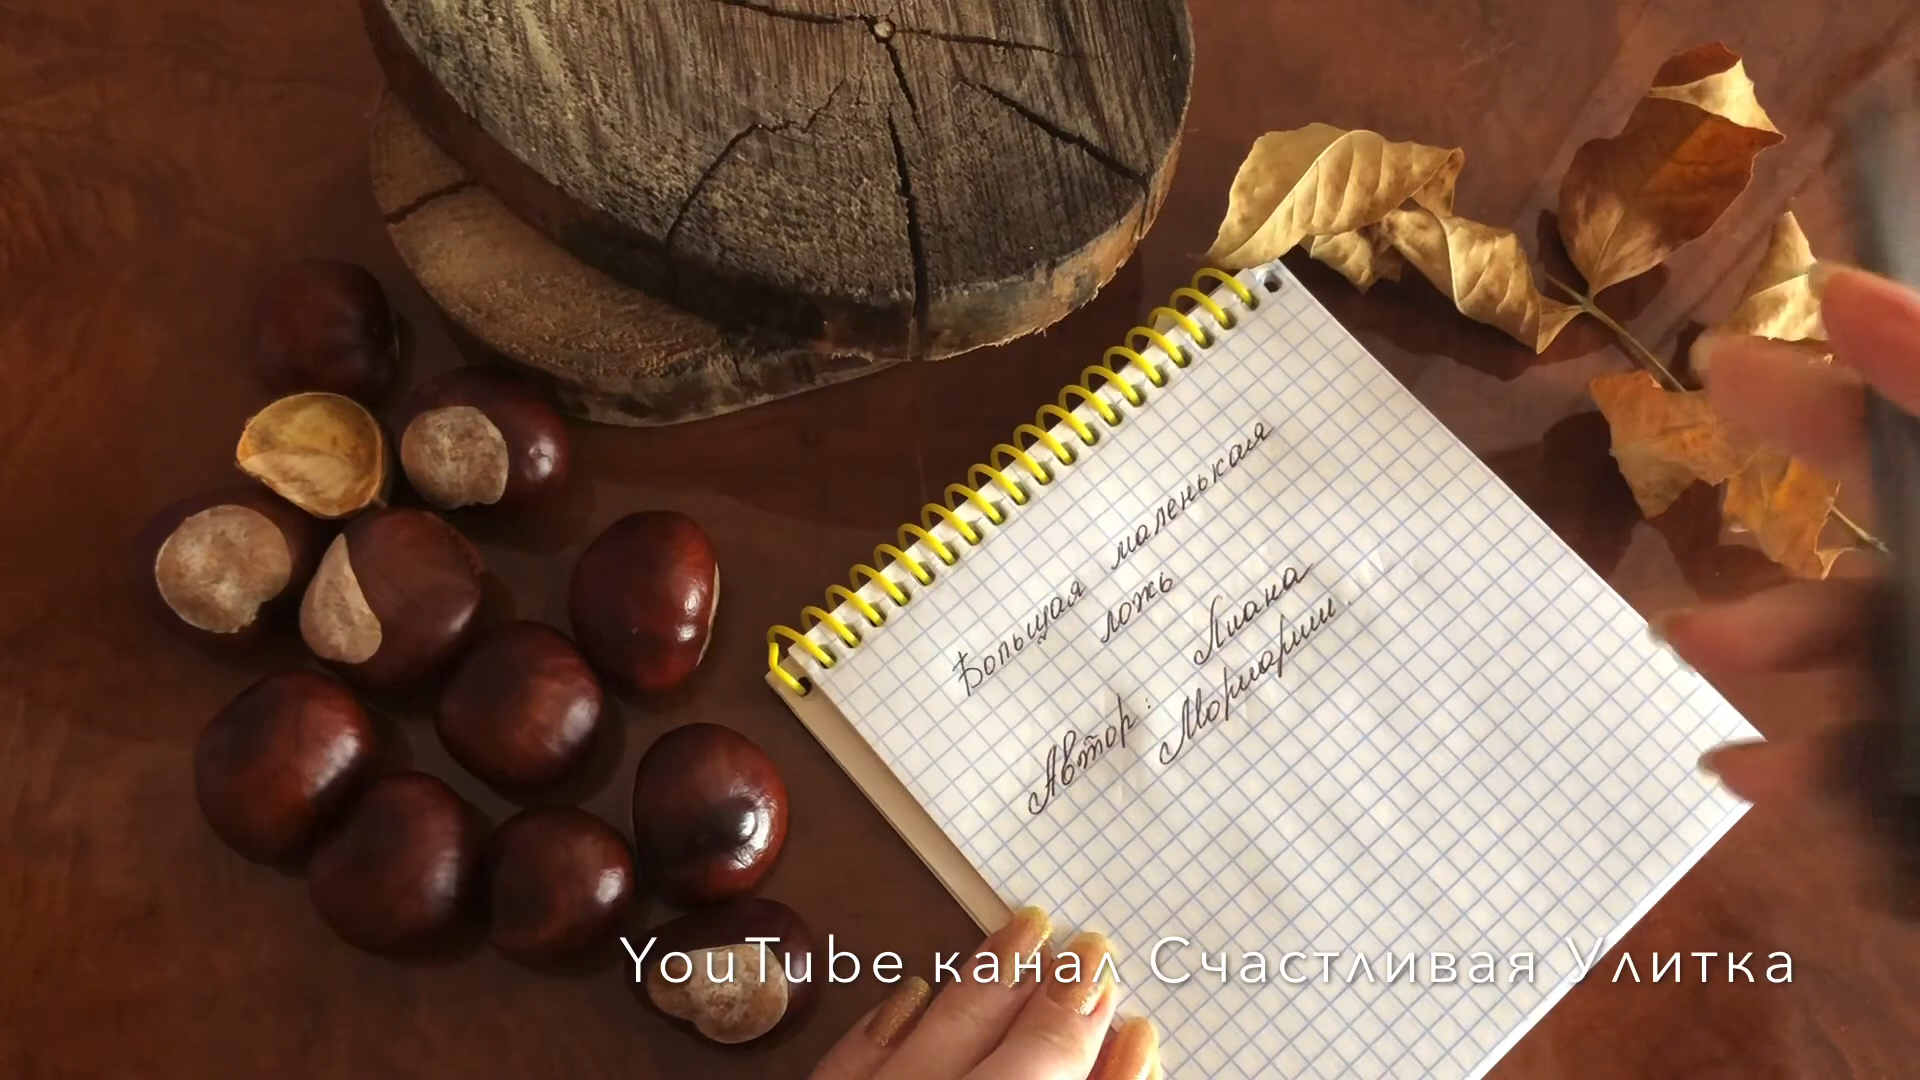 Большая маленькая
ложь
Автор: Лиана
Мориарти.
YouTube канал Счастливая Улитка